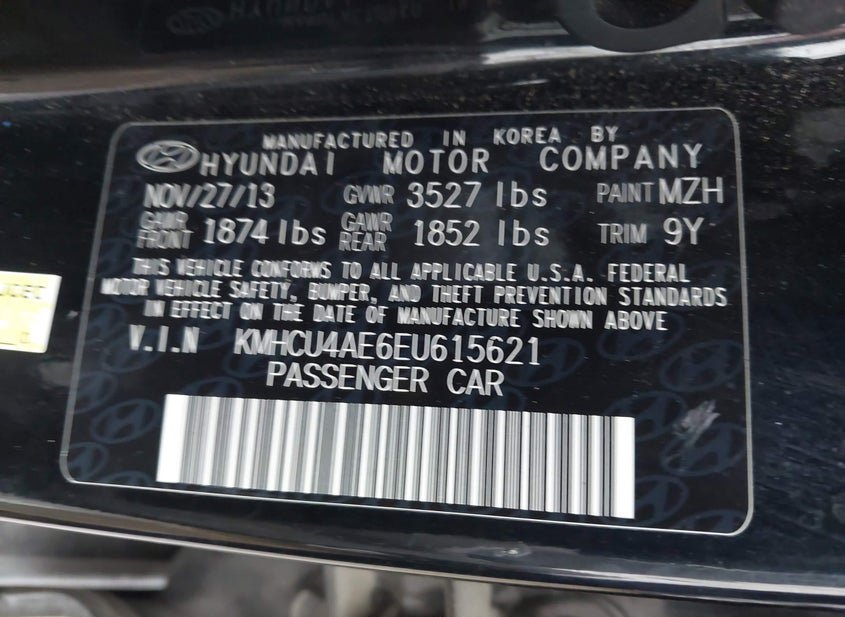 MANUFACTURED IN KOREA BY
HYUNDAI MOTOR COMPANY
NOV/27/13 GVWR 3527 lbs PAINT MZH
GAWR FRONT 1874 lbs GAWR REAR 1852 lbs TRIM 9Y
THIS VEHICLE CONFORMS TO ALL APPLICABLE U.S.A. FEDERAL
MOTOR VEHICLE SAFETY, BUMPER, AND THEFT PREVENTION STANDARDS
IN EFFECT ON THE DATE OF MANUFACTURE SHOWN ABOVE
V.I.N KMHCU4AE6EU615621
PASSENGER CAR